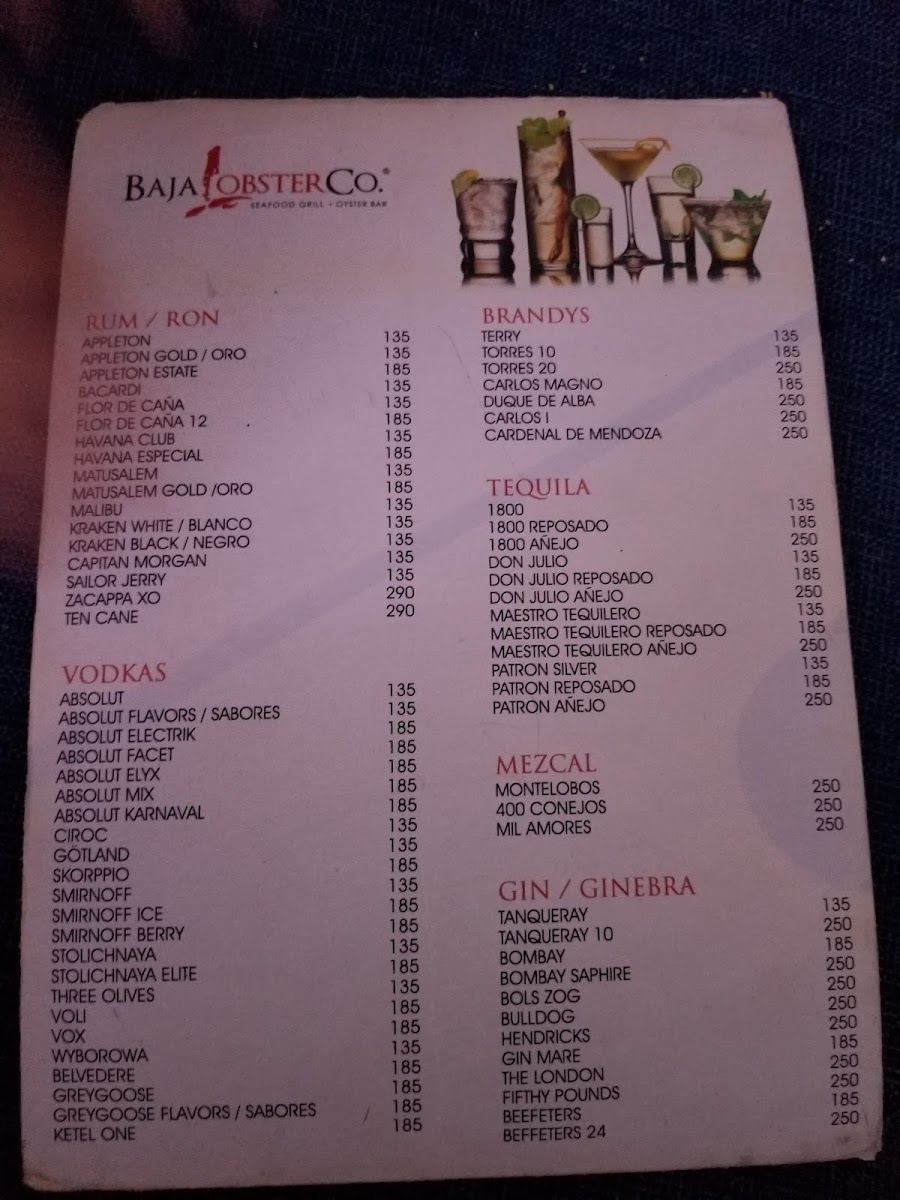 BAJA LOBSTER CO.®
SEAFOOD GRILL • OYSTER BAR
RUM / RON
APPLETON 135
APPLETON GOLD / ORO 135
APPLETON ESTATE 185
BACARDI 135
FLOR DE CAÑA 135
FLOR DE CAÑA 12 185
HAVANA CLUB 135
HAVANA ESPECIAL 185
MATUSALEM 135
MATUSALEM GOLD /ORO 185
MALIBU 135
KRAKEN WHITE / BLANCO 135
KRAKEN BLACK / NEGRO 135
CAPITAN MORGAN 135
SAILOR JERRY 135
ZACAPPA XO 290
TEN CANE 290
VODKAS
ABSOLUT 135
ABSOLUT FLAVORS / SABORES 135
ABSOLUT ELECTRIK 185
ABSOLUT FACET 185
ABSOLUT ELYX 185
ABSOLUT MIX 185
ABSOLUT KARNAVAL 185
CIROC 135
GÖTLAND 135
SKORPPIO 185
SMIRNOFF 135
SMIRNOFF ICE 185
SMIRNOFF BERRY 185
STOLICHNAYA 135
STOLICHNAYA ELITE 185
THREE OLIVES 135
VOLI 185
VOX 185
WYBOROWA 135
BELVEDERE 185
GREYGOOSE 185
GREYGOOSE FLAVORS / SABORES 185
KETEL ONE 185
BRANDYS
TERRY 135
TORRES 10 185
TORRES 20 250
CARLOS MAGNO 185
DUQUE DE ALBA 250
CARLOS I 250
CARDENAL DE MENDOZA 250
TEQUILA
1800 135
1800 REPOSADO 185
1800 AÑEJO 250
DON JULIO 135
DON JULIO REPOSADO 185
DON JULIO AÑEJO 250
MAESTRO TEQUILERO 135
MAESTRO TEQUILERO REPOSADO 185
MAESTRO TEQUILERO AÑEJO 250
PATRON SILVER 135
PATRON REPOSADO 185
PATRON AÑEJO 250
MEZCAL
MONTELOBOS 250
400 CONEJOS 250
MIL AMORES 250
GIN / GINEBRA
TANQUERAY 135
TANQUERAY 10 250
BOMBAY 185
BOMBAY SAPHIRE 250
BOLS ZOG 250
BULLDOG 250
HENDRICKS 250
GIN MARE 185
THE LONDON 250
FIFTHY POUNDS 250
BEEFETERS 185
BEFFETERS 24 250